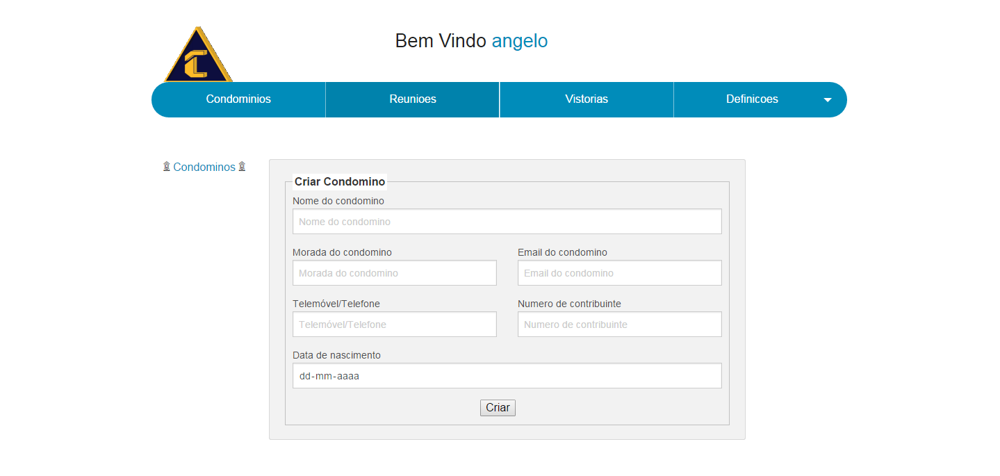 Bem Vindo angelo
Condominios Reunioes Vistorias Definicoes
Condominos
Criar Condomino
Nome do condomino
Nome do condomino
Morada do condomino Email do condomino
Morada do condomino Email do condomino
Telemóvel/Telefone Numero de contribuinte
Telemóvel/Telefone Numero de contribuinte
Data de nascimento
dd-mm-aaaa
Criar